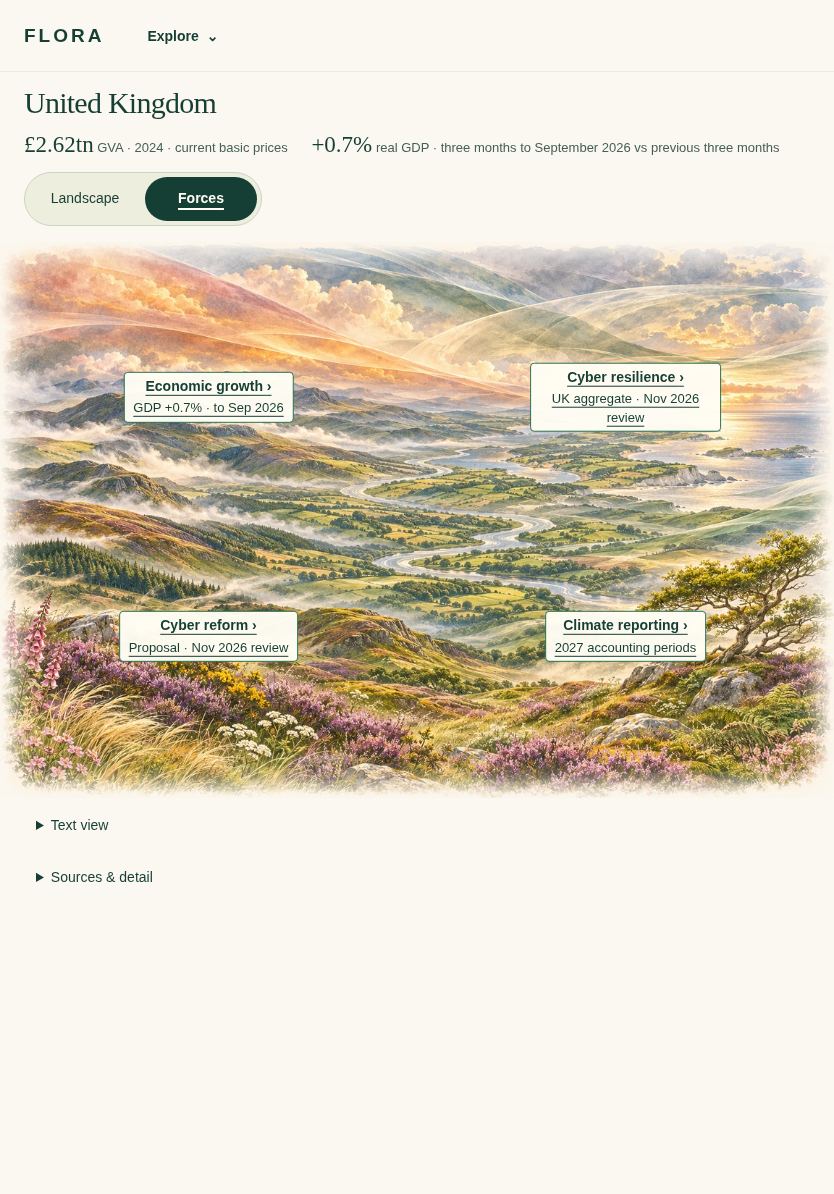 FLORA
Explore
United Kingdom
£2.62tn GVA · 2024 · current basic prices
+0.7% real GDP · three months to September 2026 vs previous three months
Landscape
Forces
Economic growth ›
GDP +0.7% · to Sep 2026
Cyber resilience ›
UK aggregate · Nov 2026
review
Cyber reform ›
Proposal · Nov 2026 review
Climate reporting ›
2027 accounting periods
Text view
Sources & detail